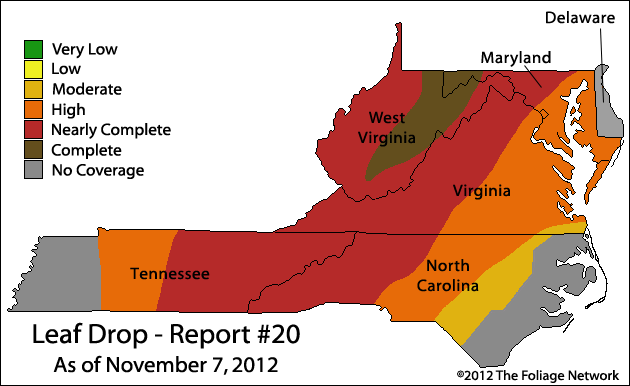 Delaware
Maryland
Very Low
Low
Moderate
High
Nearly Complete
Complete
No Coverage
West
Virginia
Virginia
Tennessee
North
Carolina
Leaf Drop - Report #20
As of November 7, 2012
©2012 The Foliage Network